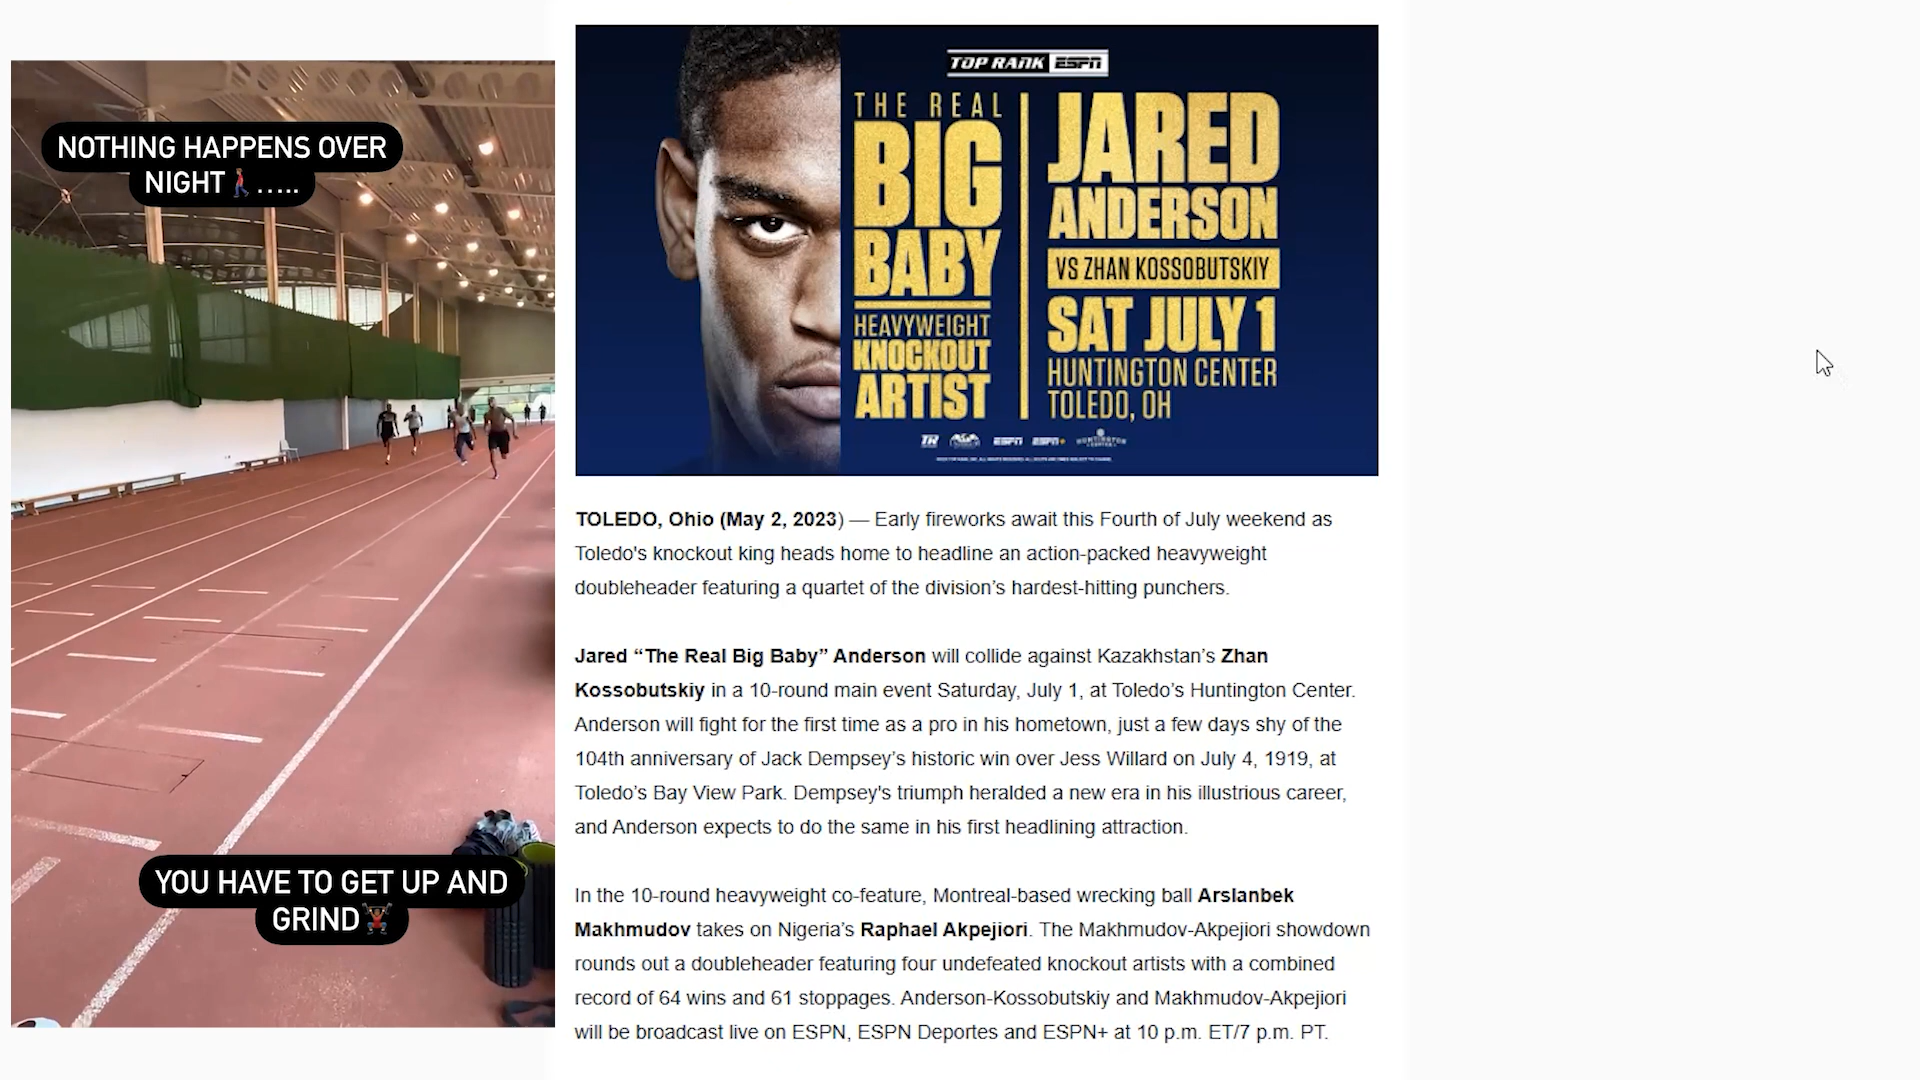 NOTHING HAPPENS OVER
NIGHT🚶.....
YOU HAVE TO GET UP AND
GRIND🏋
TOP RANK ESPN
THE REAL
BIG
BABY
HEAVYWEIGHT
KNOCKOUT
ARTIST
JARED
ANDERSON
VS ZHAN KOSSOBUTSKIY
SAT JULY 1
HUNTINGTON CENTER
TOLEDO, OH
TR ESPN ESPN+ HUNTINGTON CENTER
TOLEDO, Ohio (May 2, 2023) — Early fireworks await this Fourth of July weekend as
Toledo's knockout king heads home to headline an action-packed heavyweight
doubleheader featuring a quartet of the division’s hardest-hitting punchers.
Jared “The Real Big Baby” Anderson will collide against Kazakhstan’s Zhan
Kossobutskiy in a 10-round main event Saturday, July 1, at Toledo’s Huntington Center.
Anderson will fight for the first time as a pro in his hometown, just a few days shy of the
104th anniversary of Jack Dempsey’s historic win over Jess Willard on July 4, 1919, at
Toledo’s Bay View Park. Dempsey's triumph heralded a new era in his illustrious career,
and Anderson expects to do the same in his first headlining attraction.
In the 10-round heavyweight co-feature, Montreal-based wrecking ball Arslanbek
Makhmudov takes on Nigeria’s Raphael Akpejiori. The Makhmudov-Akpejiori showdown
rounds out a doubleheader featuring four undefeated knockout artists with a combined
record of 64 wins and 61 stoppages. Anderson-Kossobutskiy and Makhmudov-Akpejiori
will be broadcast live on ESPN, ESPN Deportes and ESPN+ at 10 p.m. ET/7 p.m. PT.